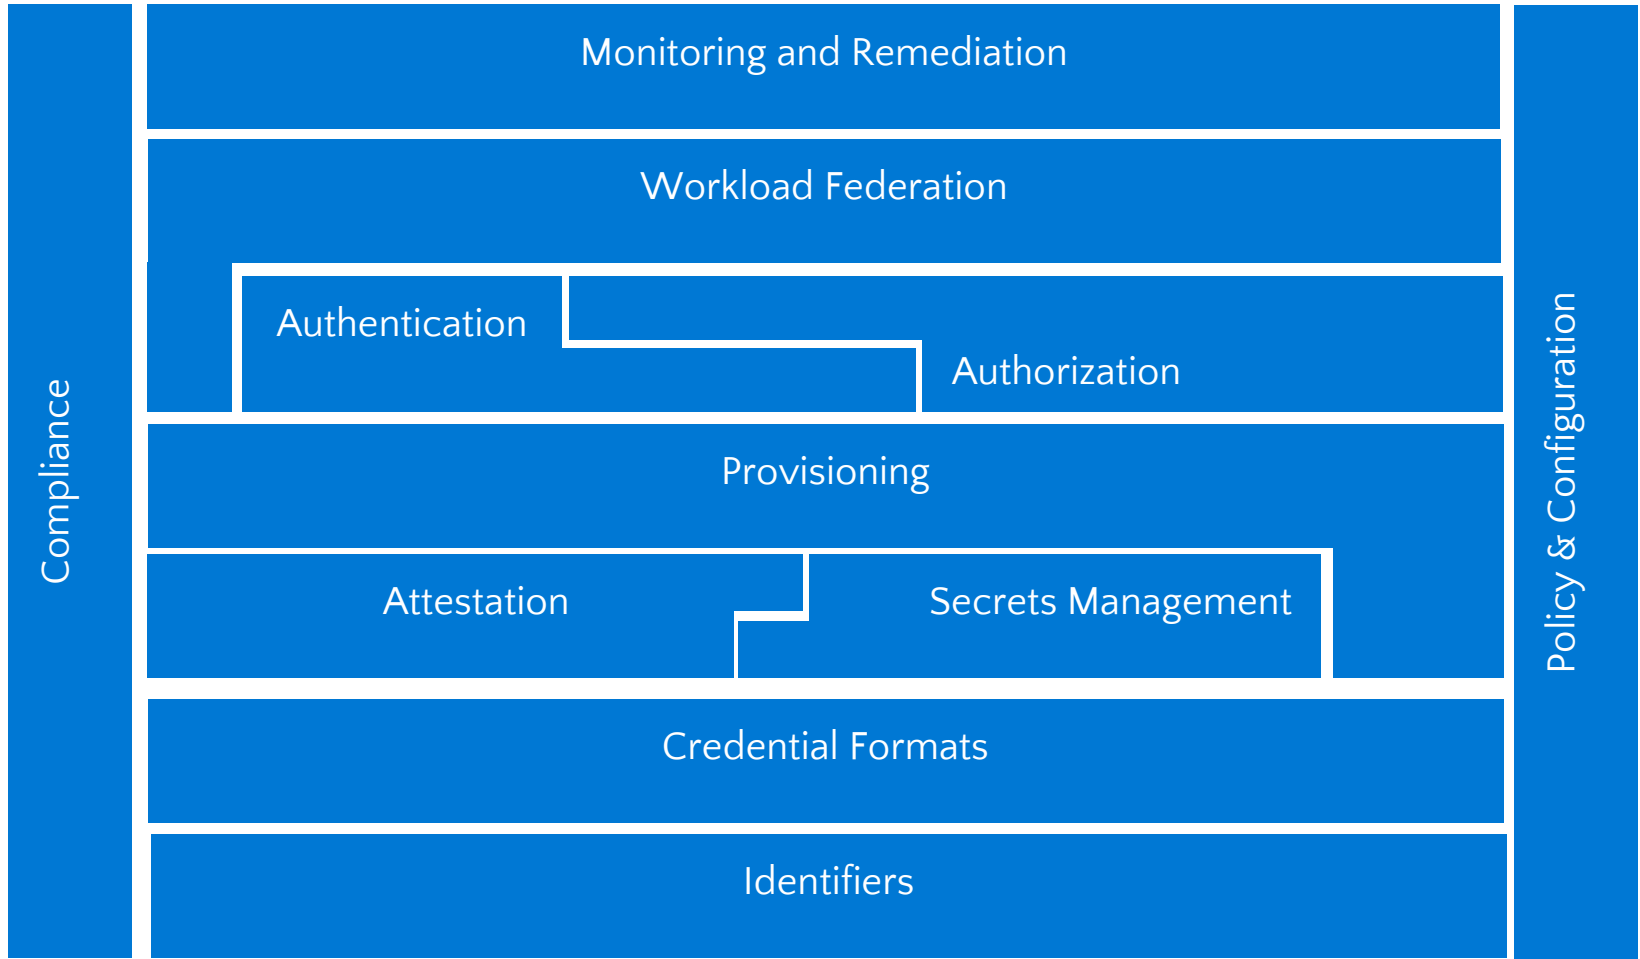 Monitoring and Remediation
Workload Federation
Authentication
Authorization
Provisioning
Attestation
Secrets Management
Credential Formats
Identifiers
Compliance
Policy & Configuration